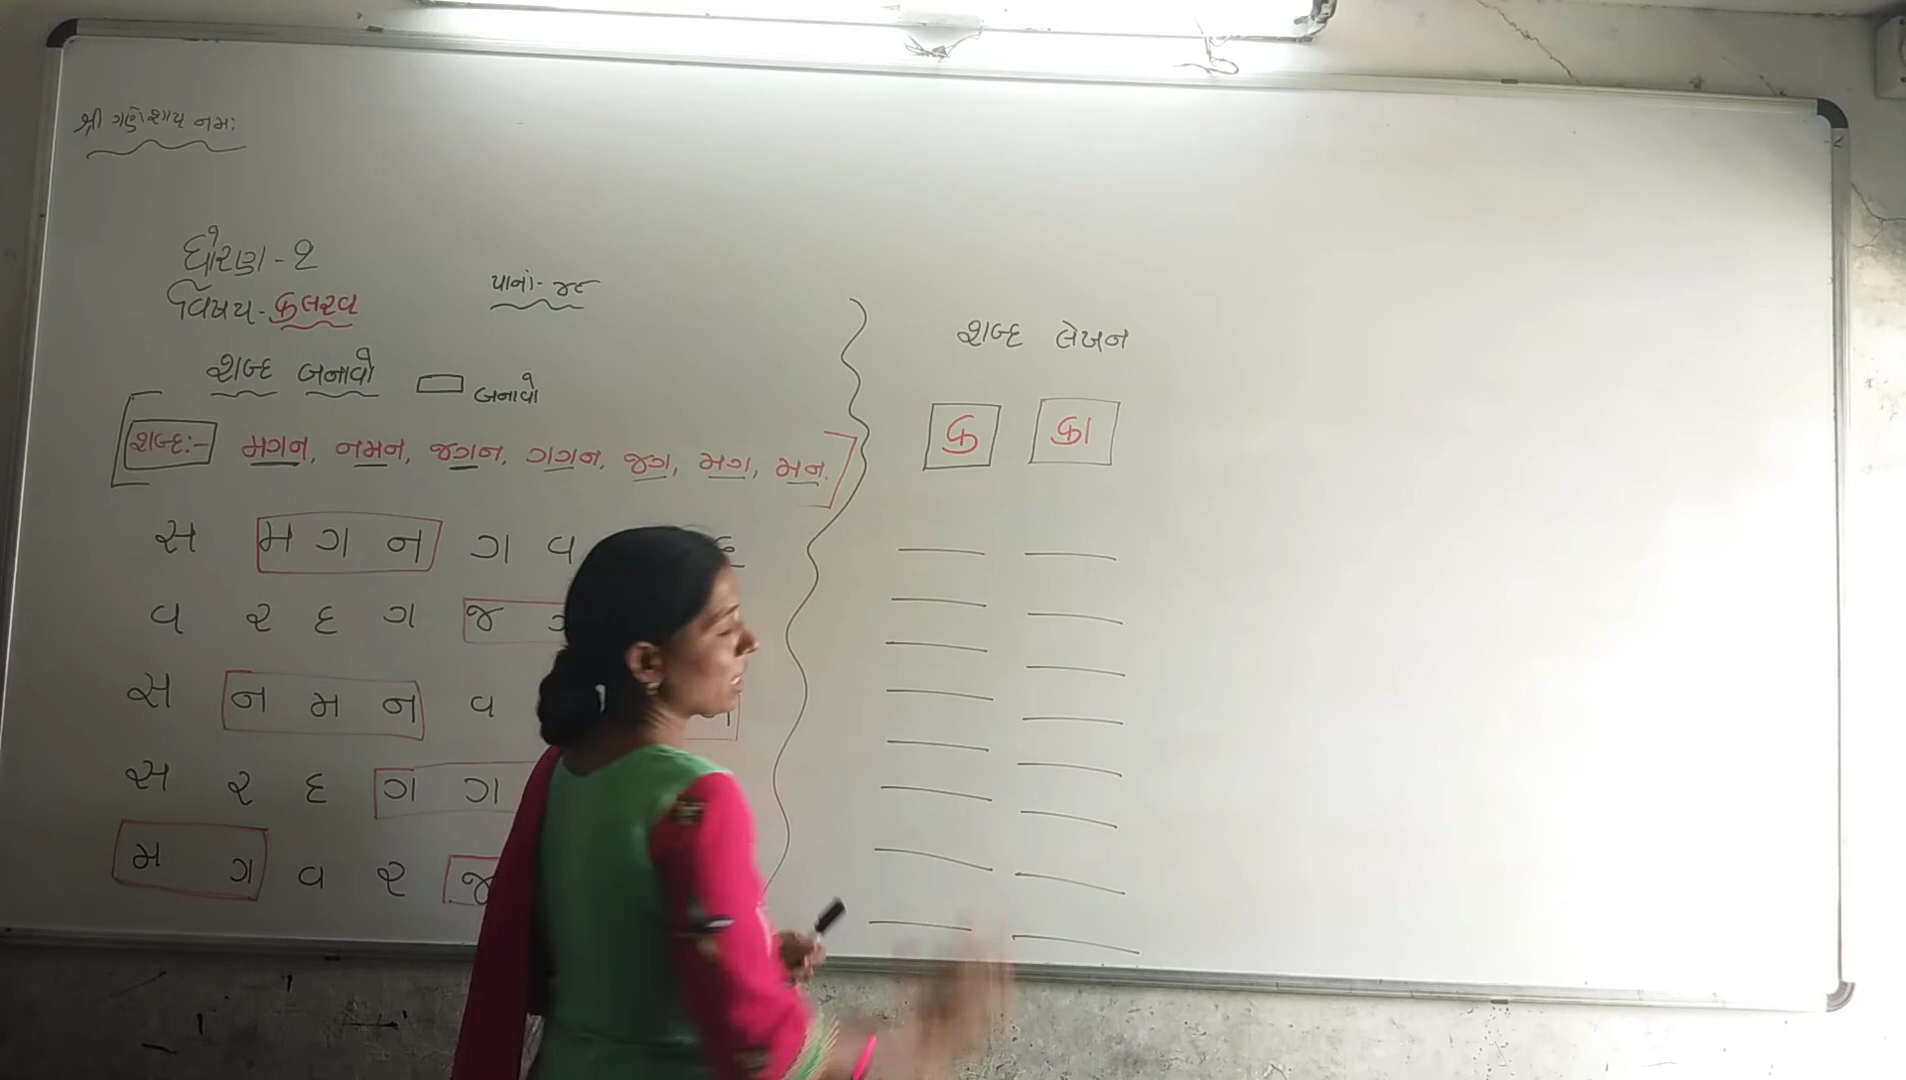 શ્રી ગણેશાય નમઃ
ધોરણ - ૨
વિષય - કલરવ
પાનાં - ૪૮
શબ્દ બનાવો
બનાવો
શબ્દઃ- મગન, નમન, જગન, ગગન, જગ, મગ, મન.
સ મ ગ ન ગ વ
વ ર દ ગ જ
સ ન મ ન વ
સ ર દ ગ ગ
મ ગ વ ર જ
શબ્દ લેખન
ક કા